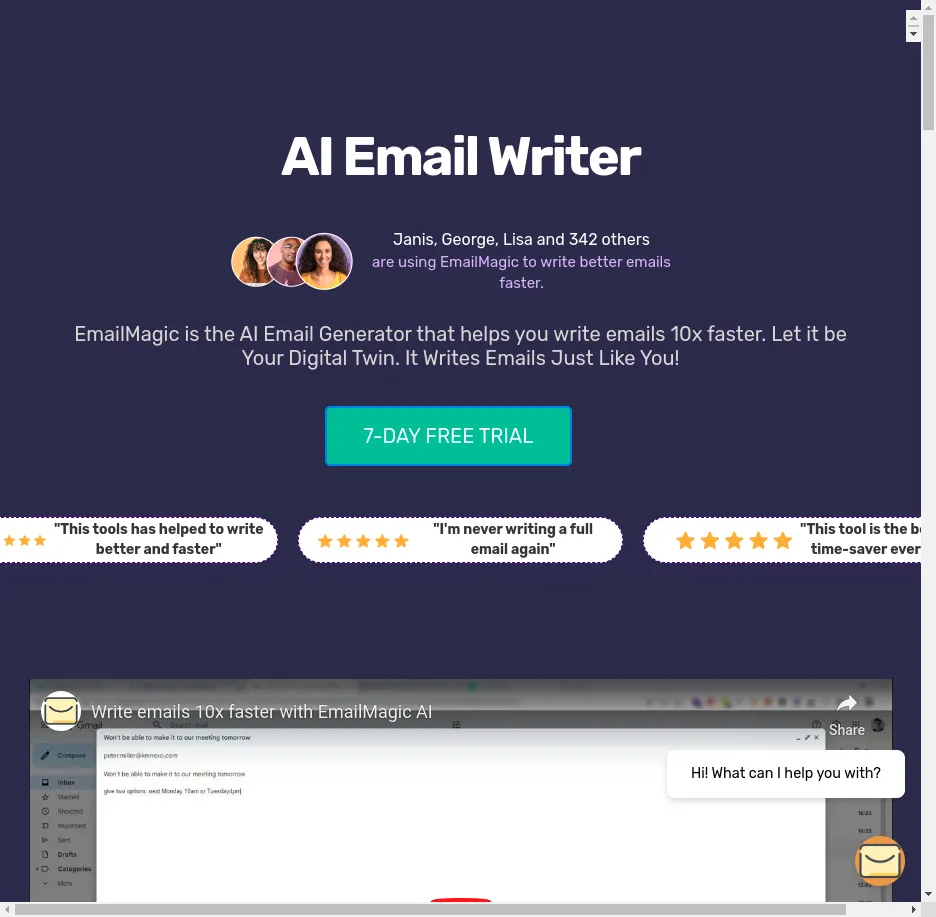 AI Email Writer
Janis, George, Lisa and 342 others
are using EmailMagic to write better emails
faster.
EmailMagic is the AI Email Generator that helps you write emails 10x faster. Let it be
Your Digital Twin. It Writes Emails Just Like You!
7-DAY FREE TRIAL
"This tools has helped to write
better and faster"
"I'm never writing a full
email again"
"This tool is the
time-saver ever
Write emails 10x faster with EmailMagic AI
Share
Gmail
Search mail
Won't be able to make it to our meeting tomorrow
peter.miller@kmnexo.com
Won't be able to make it to our meeting tomorrow
give two options. next Monday 10am or Tuesday4pm
Compose
Inbox
Starred
Snoozed
Important
Sent
Drafts
Categories
More
Hi! What can I help you with?
16:33
16:33